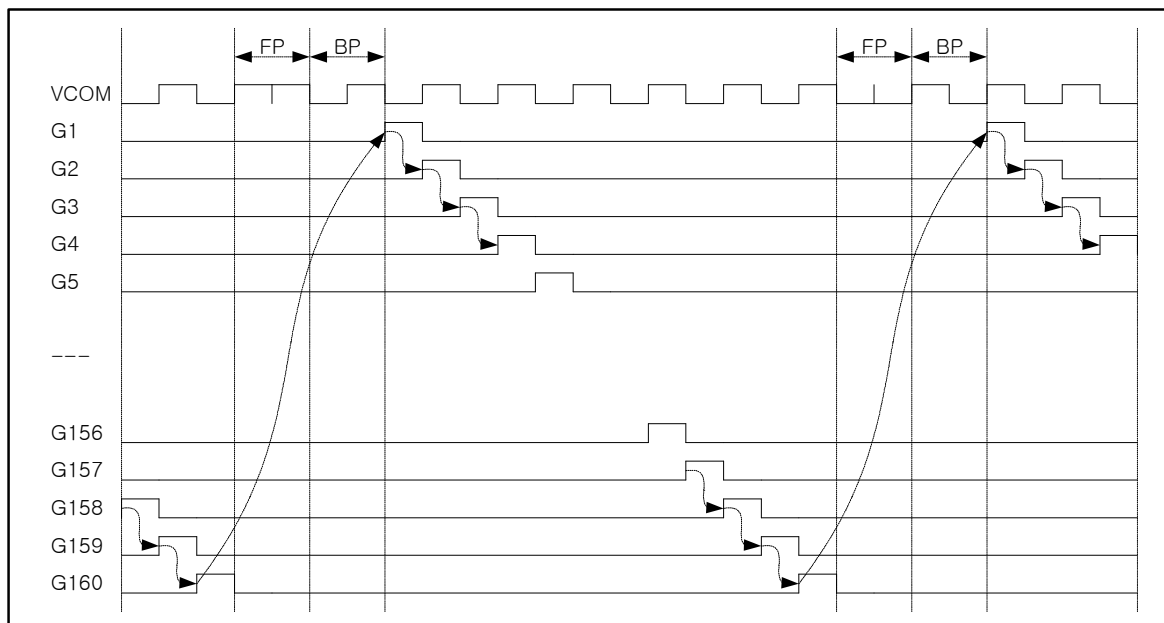 FP BP FP BP
VCOM
G1
G2
G3
G4
G5
---
G156
G157
G158
G159
G160